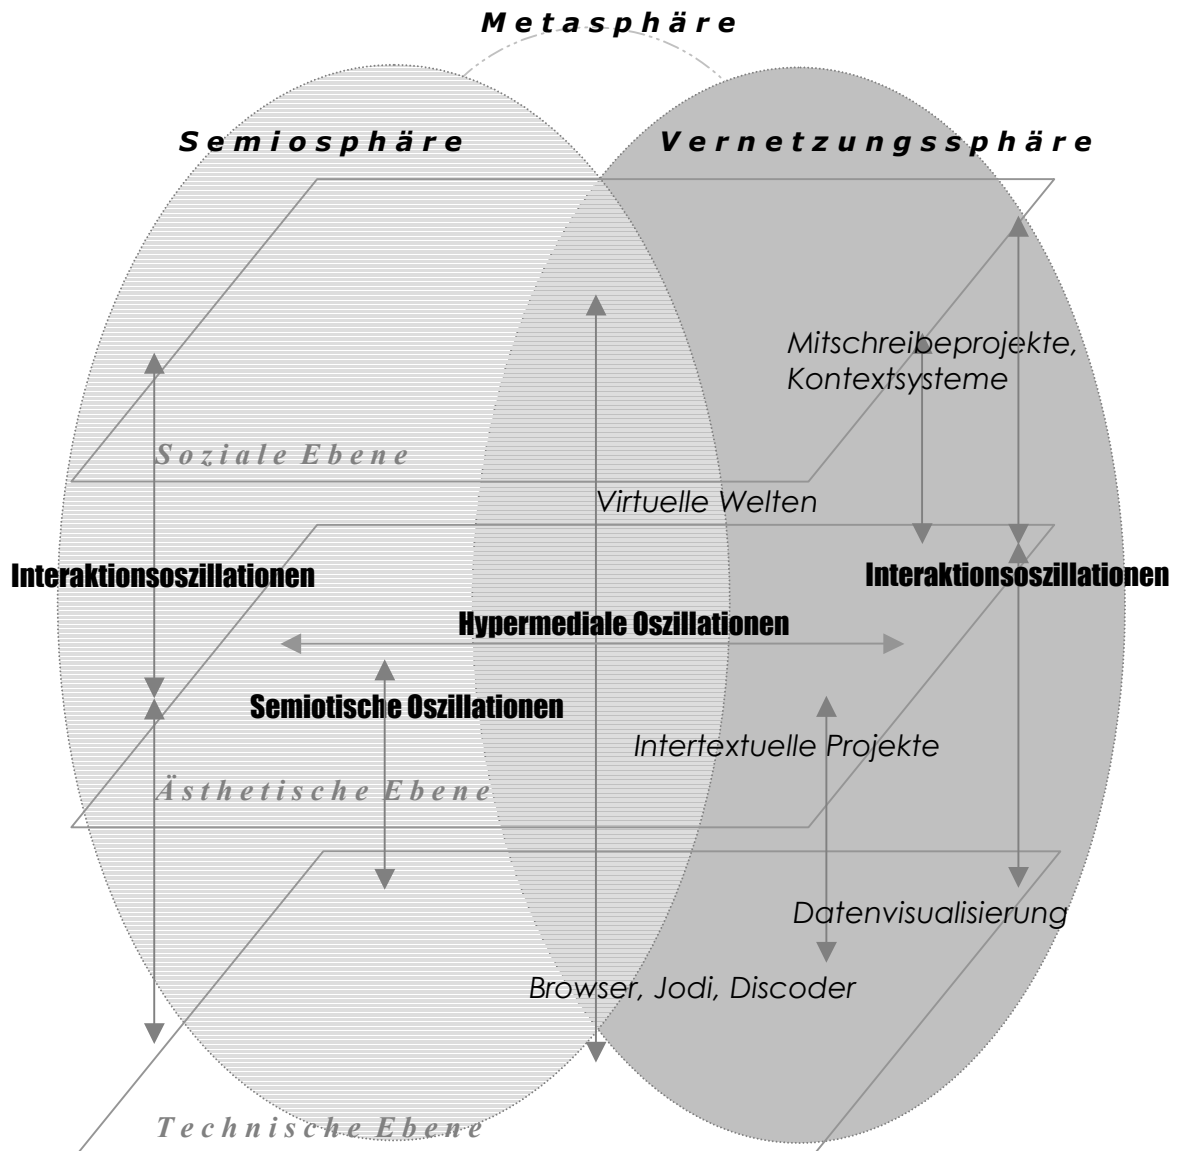 Metasphäre
Semiosphäre
Vernetzungssphäre
Mitschreibeprojekte,
Kontextsysteme
Soziale Ebene
Virtuelle Welten
Interaktionsoszillationen
Interaktionsoszillationen
Hypermediale Oszillationen
Semiotische Oszillationen
Intertextuelle Projekte
Ästhetische Ebene
Datenvisualisierung
Browser, Jodi, Discoder
Technische Ebene